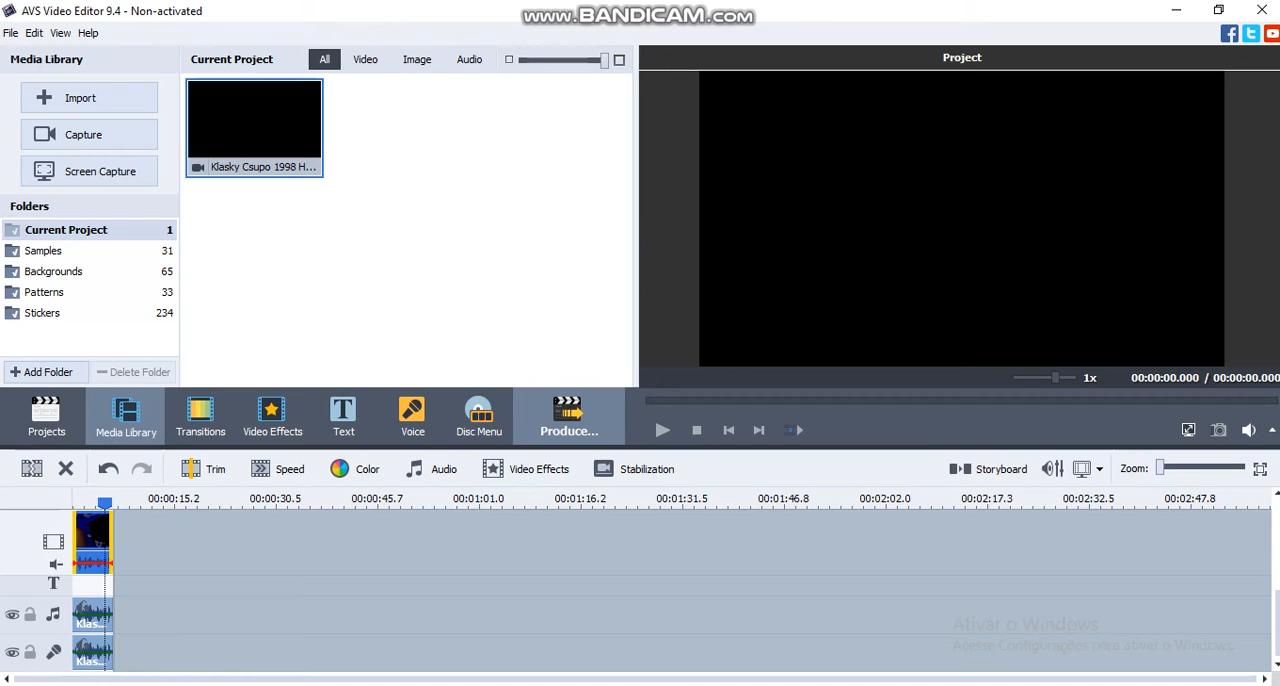 AVS Video Editor 9.4 - Non-activated
www.BANDICAM.com
File Edit View Help
Media Library
Current Project All Video Image Audio
Project
Import
Capture
Screen Capture
Klasky Csupo 1998 H...
Folders
Current Project 1
Samples 31
Backgrounds 65
Patterns 33
Stickers 234
Add Folder Delete Folder
1x 00:00:00.000 / 00:00:00.000
Projects Media Library Transitions Video Effects Text Voice Disc Menu Produce...
Trim Speed Color Audio Video Effects Stabilization Storyboard Zoom:
00:00:15.2 00:00:30.5 00:00:45.7 00:01:01.0 00:01:16.2 00:01:31.5 00:01:46.8 00:02:02.0 00:02:17.3 00:02:32.5 00:02:47.8
T
Klas...
Klas...
Ativar o Windows
Acesse Configurações para ativar o Windows.